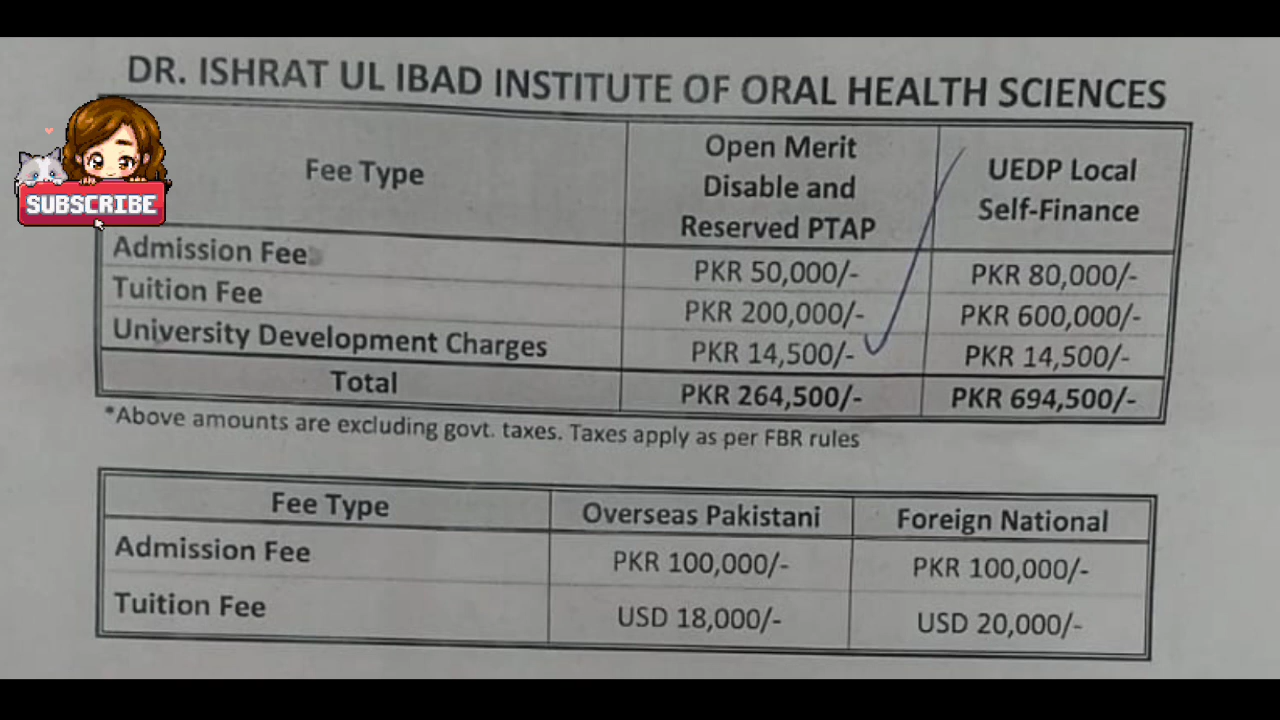 DR. ISHRAT UL IBAD INSTITUTE OF ORAL HEALTH SCIENCES
SUBSCRIBE
Fee Type
Open Merit
Disable and
Reserved PTAP
UEDP Local
Self-Finance
Admission Fee PKR 50,000/- PKR 80,000/-
Tuition Fee PKR 200,000/- PKR 600,000/-
University Development Charges PKR 14,500/- PKR 14,500/-
Total PKR 264,500/- PKR 694,500/-
*Above amounts are excluding govt. taxes. Taxes apply as per FBR rules
Fee Type Overseas Pakistani Foreign National
Admission Fee PKR 100,000/- PKR 100,000/-
Tuition Fee USD 18,000/- USD 20,000/-